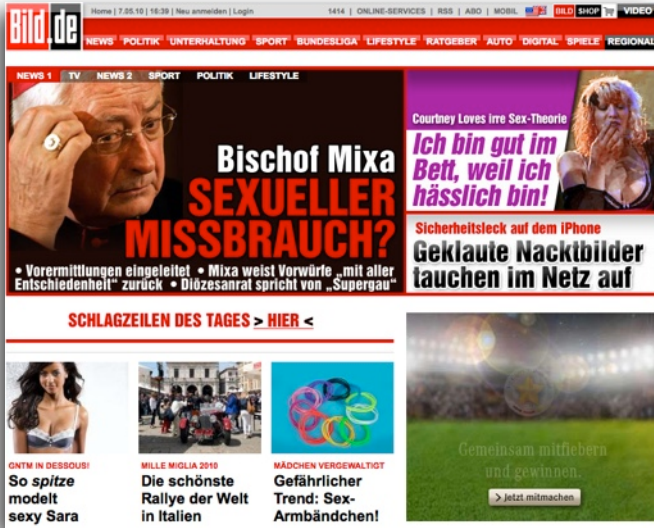 Home | 7.05.10 | 16:39 | Neu anmelden | Login
1414 | ONLINE-SERVICES | RSS | ABO | MOBIL
BILD SHOP VIDEO
Bild.de
NEWS POLITIK UNTERHALTUNG SPORT BUNDESLIGA LIFESTYLE RATGEBER AUTO DIGITAL SPIELE REGIONAL
NEWS 1 TV NEWS 2 SPORT POLITIK LIFESTYLE
Bischof Mixa
SEXUELLER
MISSBRAUCH?
• Vorermittlungen eingeleitet • Mixa weist Vorwürfe „mit aller
Entschiedenheit“ zurück • Diözesanrat spricht von „Supergau“
Courtney Loves irre Sex-Theorie
Ich bin gut im
Bett, weil ich
hässlich bin!
Sicherheitsleck auf dem iPhone
Geklaute Nacktbilder
tauchen im Netz auf
SCHLAGZEILEN DES TAGES > HIER <
GNTM IN DESSOUS!
So spitze
modelt
sexy Sara
MILLE MIGLIA 2010
Die schönste
Rallye der Welt
in Italien
MÄDCHEN VERGEWALTIGT
Gefährlicher
Trend: Sex-
Armbändchen!
Gemeinsam mitfiebern
und gewinnen.
> Jetzt mitmachen